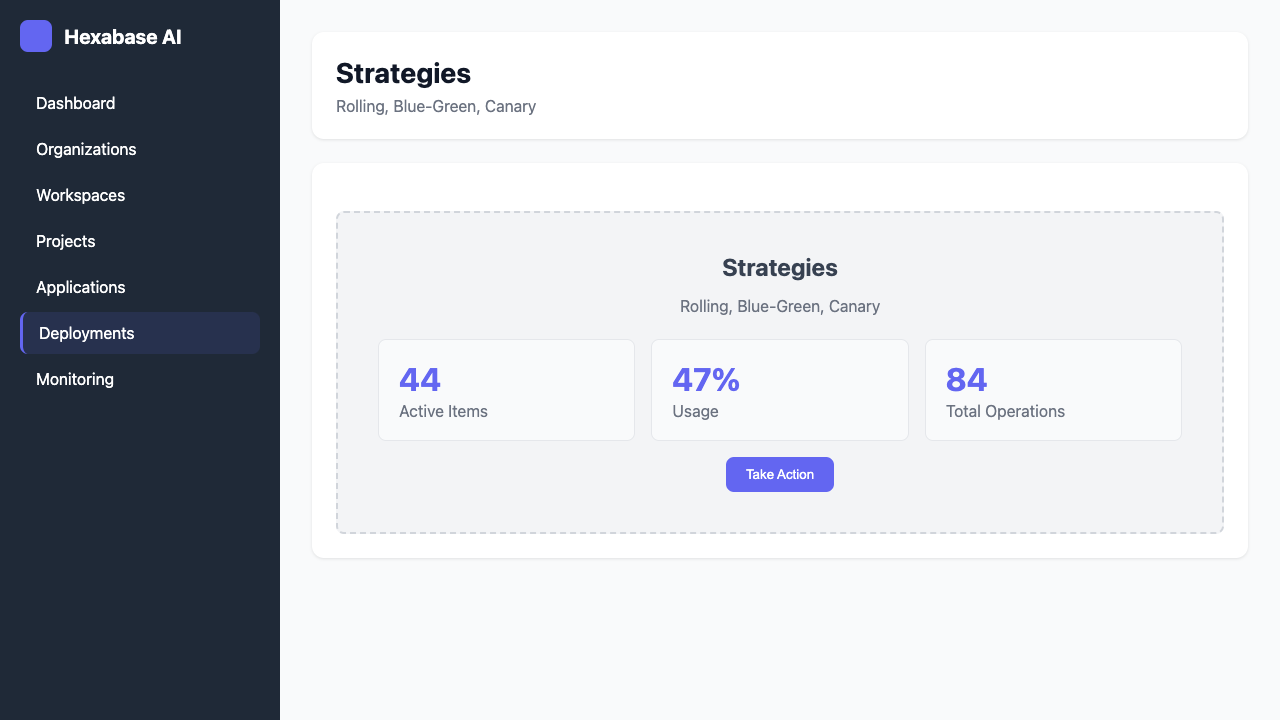 Hexabase AI
Dashboard
Organizations
Workspaces
Projects
Applications
Deployments
Monitoring
Strategies
Rolling, Blue-Green, Canary
Strategies
Rolling, Blue-Green, Canary
44
Active Items
47%
Usage
84
Total Operations
Take Action